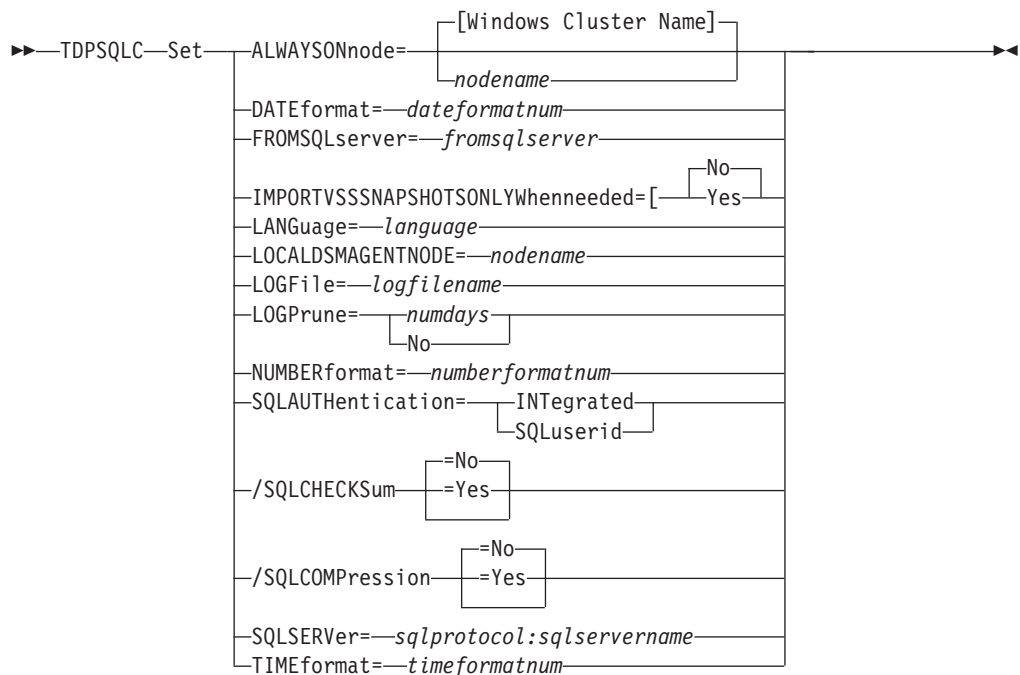 [Windows Cluster Name]
TDPSQLC Set ALWAYSONnode=
nodename
DATEformat= dateformatnum
FROMSQLserver= fromsqlserver
No
IMPORTVSSSNAPSHOTSONLYWhenneeded=[ Yes
LANGuage= language
LOCALDSMAGENTNODE= nodename
LOGFile= logfilename
LOGPrune= numdays
No
NUMBERformat= numberformatnum
SQLAUTHentication= INTegrated
SQLuserid
=No
/SQLCHECKSum =Yes
=No
/SQLCOMPression =Yes
SQLSERVer= sqlprotocol:sqlservername
TIMEformat= timeformatnum